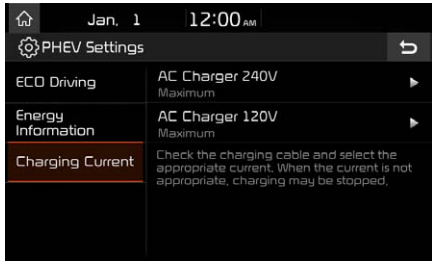 Jan. 1 12:00 AM
PHEV Settings
ECO Driving
AC Charger 240V
Maximum
Energy
Information
AC Charger 120V
Maximum
Charging Current
Check the charging cable and select the
appropriate current. When the current is not
appropriate, charging may be stopped.